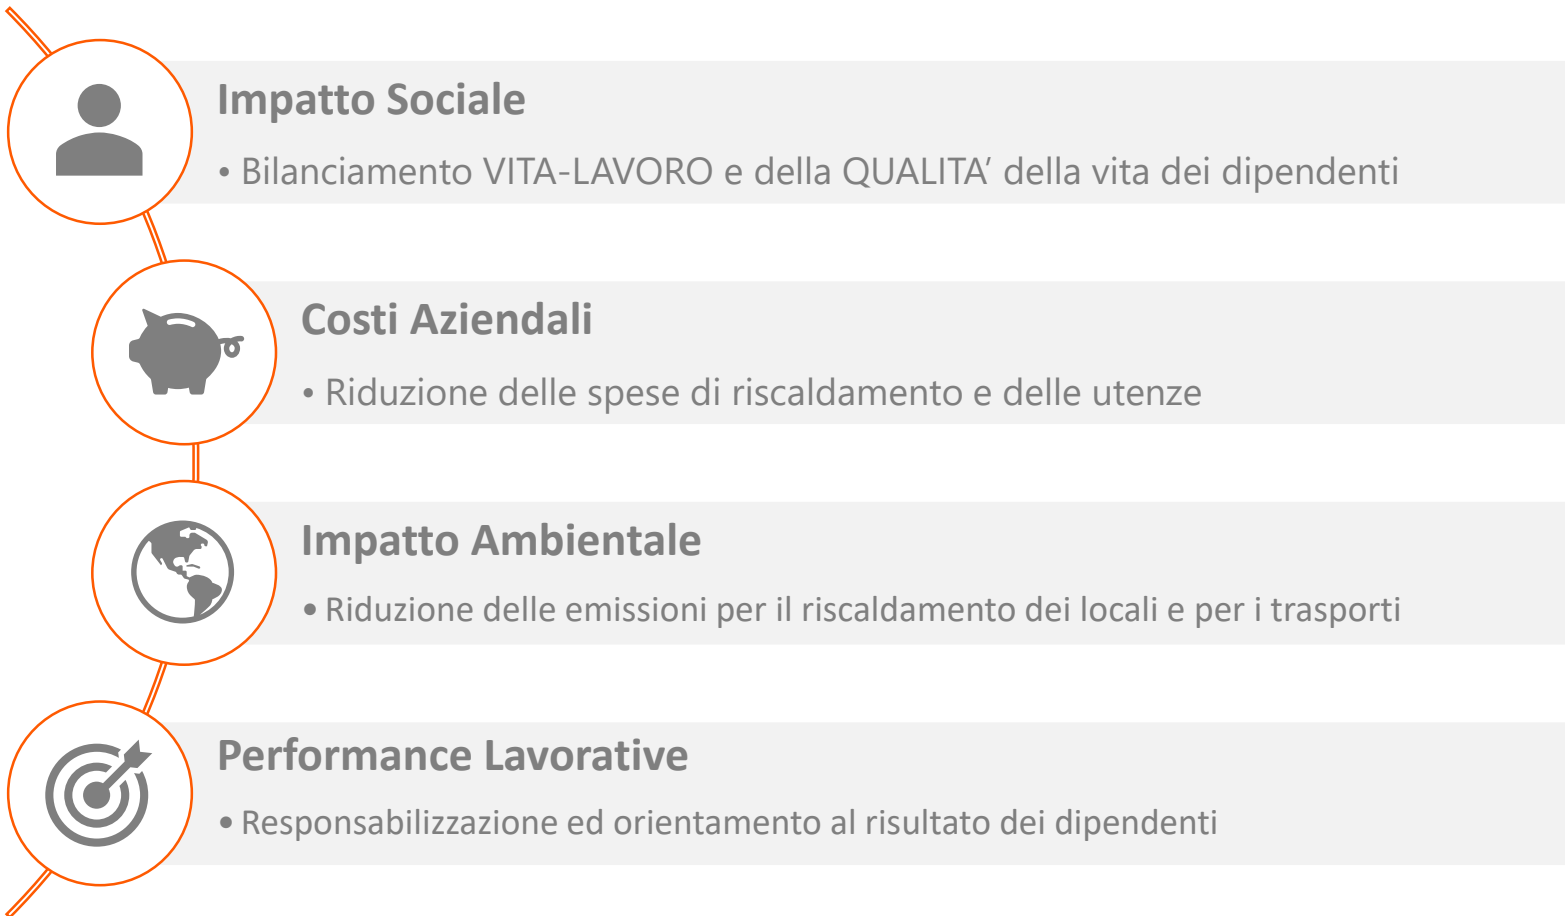 Impatto Sociale
• Bilanciamento VITA-LAVORO e della QUALITA’ della vita dei dipendenti
Costi Aziendali
• Riduzione delle spese di riscaldamento e delle utenze
Impatto Ambientale
• Riduzione delle emissioni per il riscaldamento dei locali e per i trasporti
Performance Lavorative
• Responsabilizzazione ed orientamento al risultato dei dipendenti